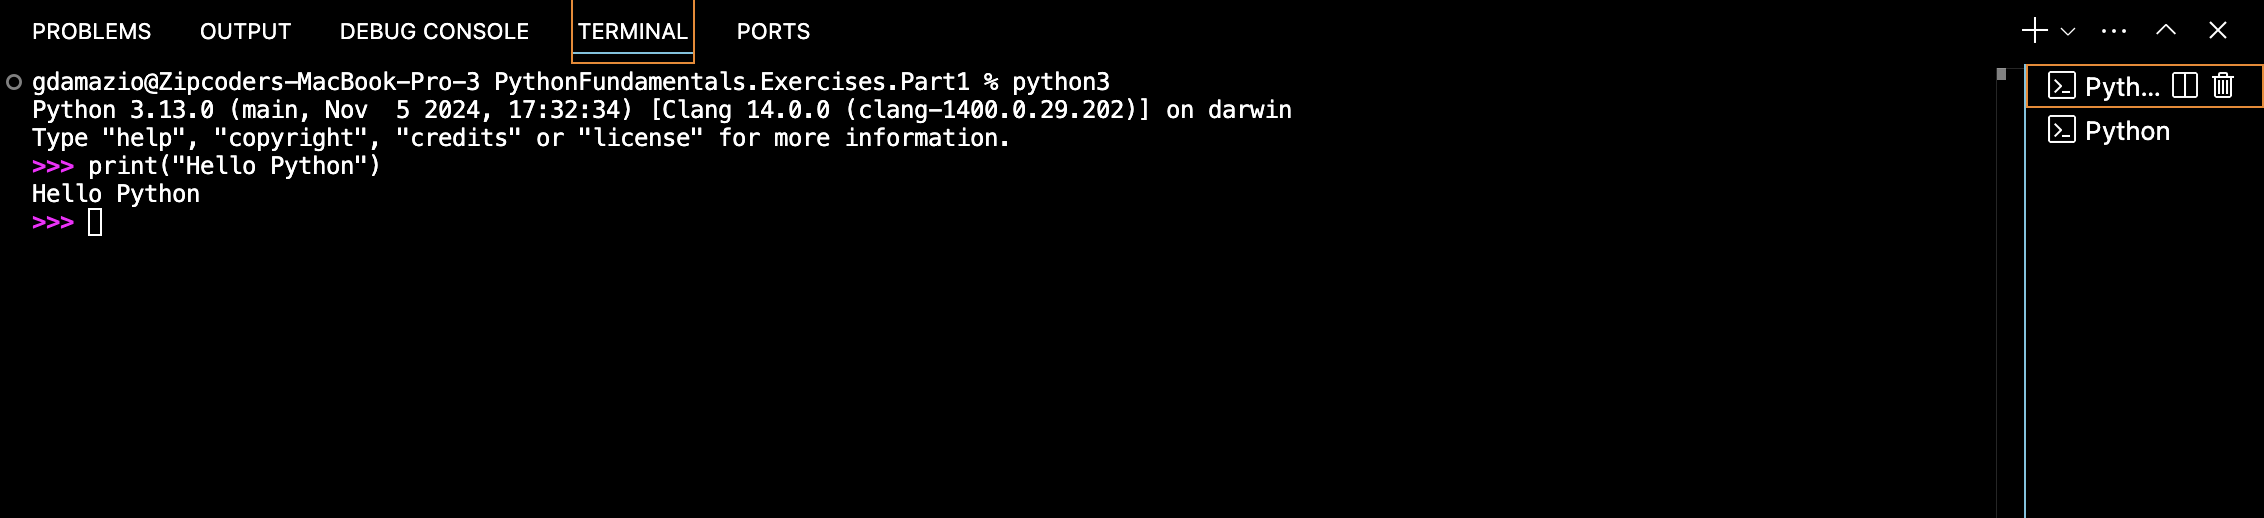 PROBLEMS OUTPUT DEBUG CONSOLE TERMINAL PORTS
gdamazio@Zipcoders-MacBook-Pro-3 PythonFundamentals.Exercises.Part1 % python3
Python 3.13.0 (main, Nov  5 2024, 17:32:34) [Clang 14.0.0 (clang-1400.0.29.202)] on darwin
Type "help", "copyright", "credits" or "license" for more information.
>>> print("Hello Python")
Hello Python
>>>
Pyth...
Python